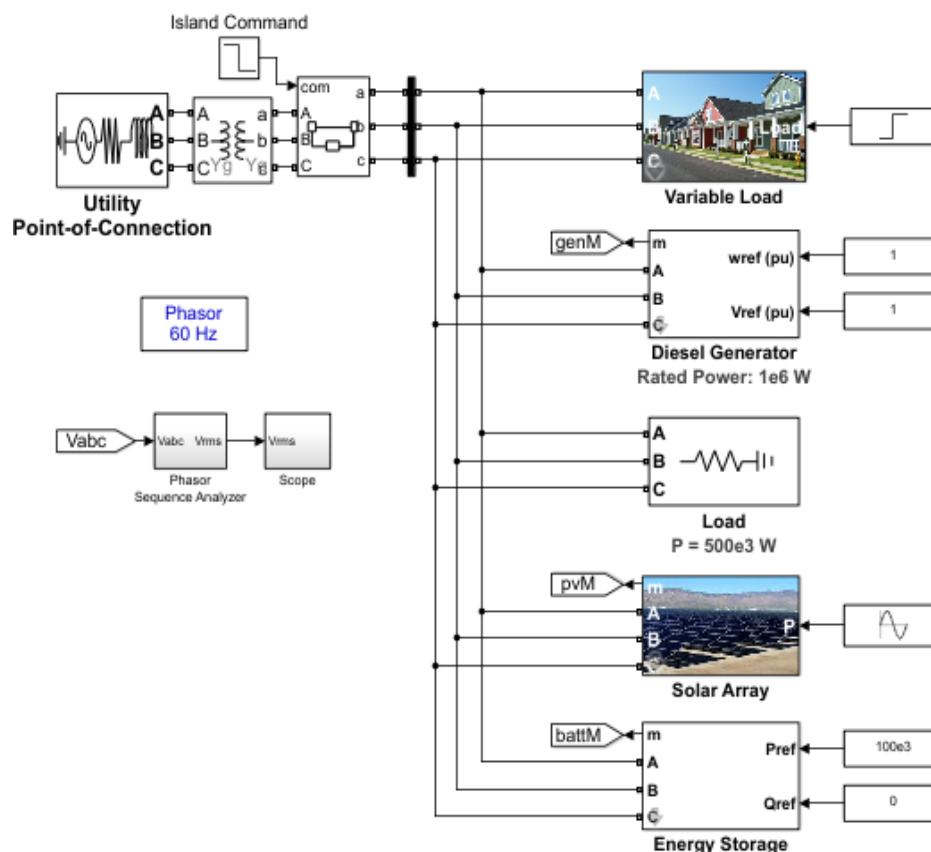 Island Command
com
A
B
C
A
B
C
a
b
c
Yg
Yg
A
B
C
a
b
c
Utility
Point-of-Connection
A
B
C
Load
Variable Load
genM
m
A
B
C
wref (pu)
Vref (pu)
1
1
Diesel Generator
Rated Power: 1e6 W
Phasor
60 Hz
Vabc
Vabc
Vrms
Vrms
Phasor
Sequence Analyzer
Scope
A
B
C
Load
P = 500e3 W
pvM
m
A
B
C
P
Solar Array
battM
m
A
B
C
Pref
Qref
100e3
0
Energy Storage